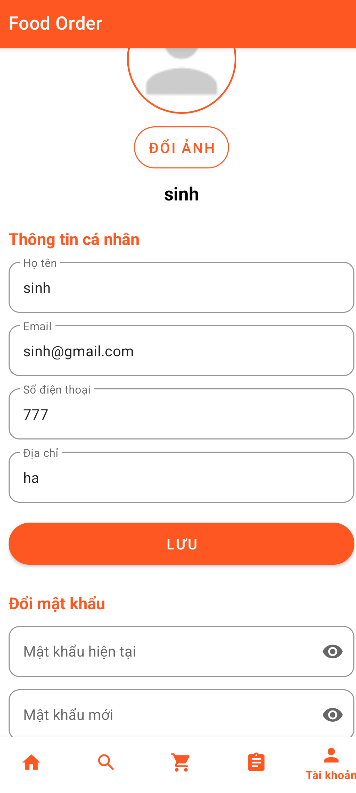 Food Order
ĐỔI ẢNH
sinh
Thông tin cá nhân
Họ tên
sinh
Email
sinh@gmail.com
Số điện thoại
777
Địa chỉ
ha
LƯU
Đổi mật khẩu
Mật khẩu hiện tại
Mật khẩu mới
Tài khoản